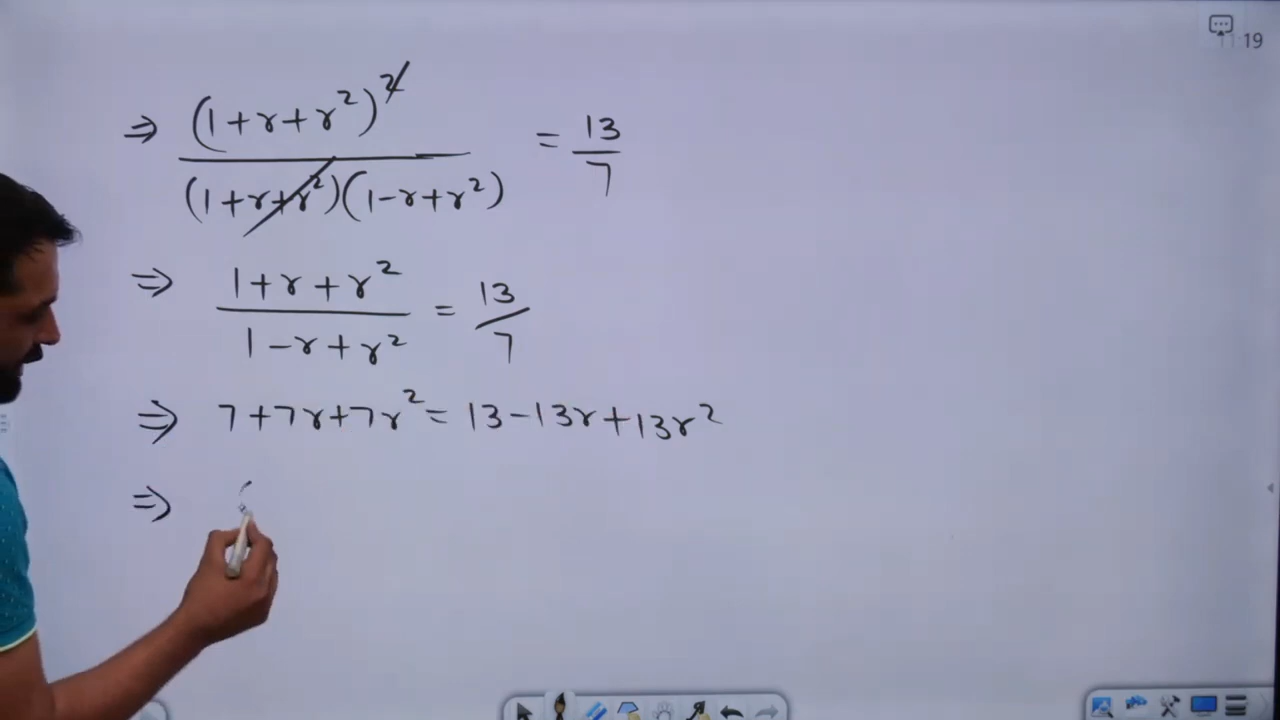 11:19
⇒ (1+r+r²)² / (1+r+r²)(1-r+r²) = 13/7
⇒ 1+r+r² / 1-r+r² = 13/7
⇒ 7+7r+7r² = 13-13r+13r²
⇒